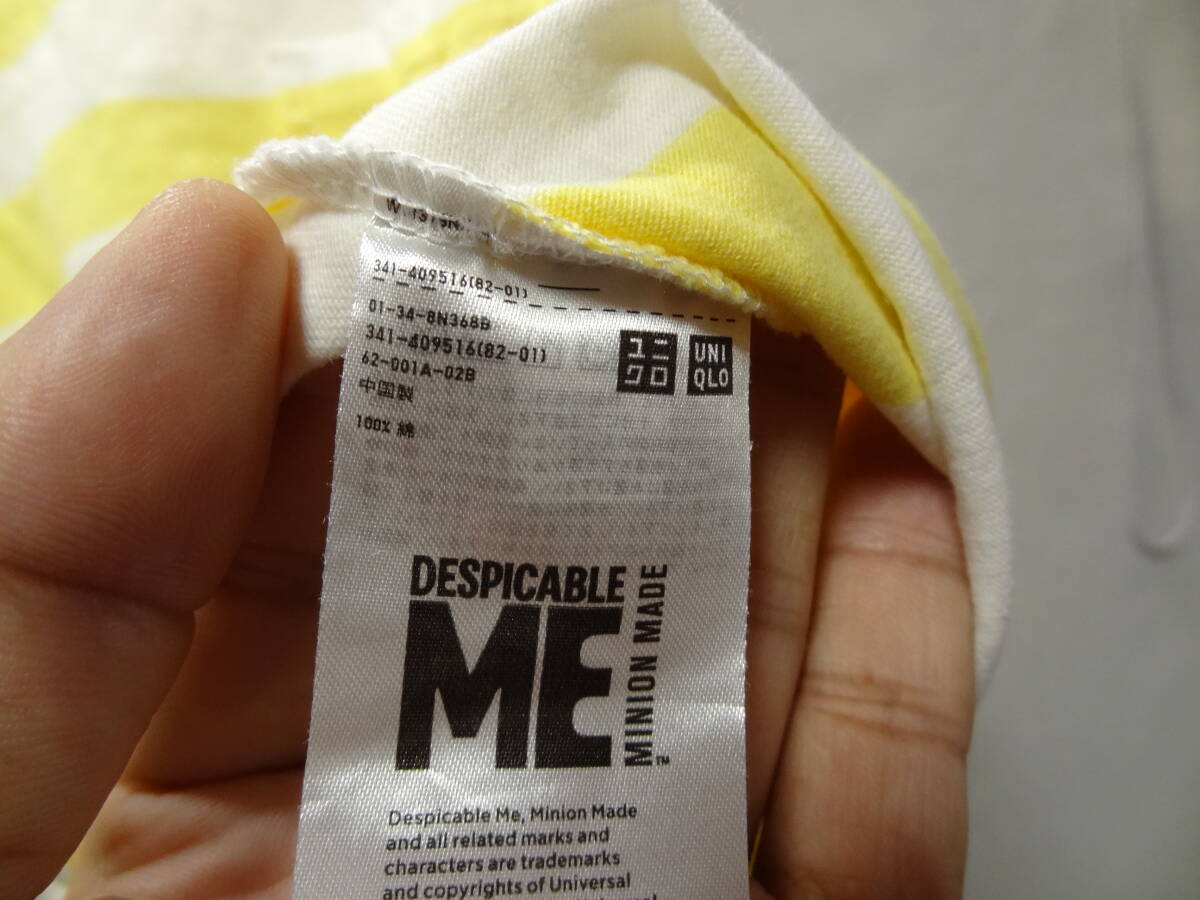 341-409516(82-01)
01-34-8N368B
341-409516(82-01)
62-001A-02B
中国製
100% 綿
ユニ
クロ
UNI
QLO
DESPICABLE
ME
MINION MADE
™
Despicable Me, Minion Made
and all related marks and
characters are trademarks
and copyrights of Universal